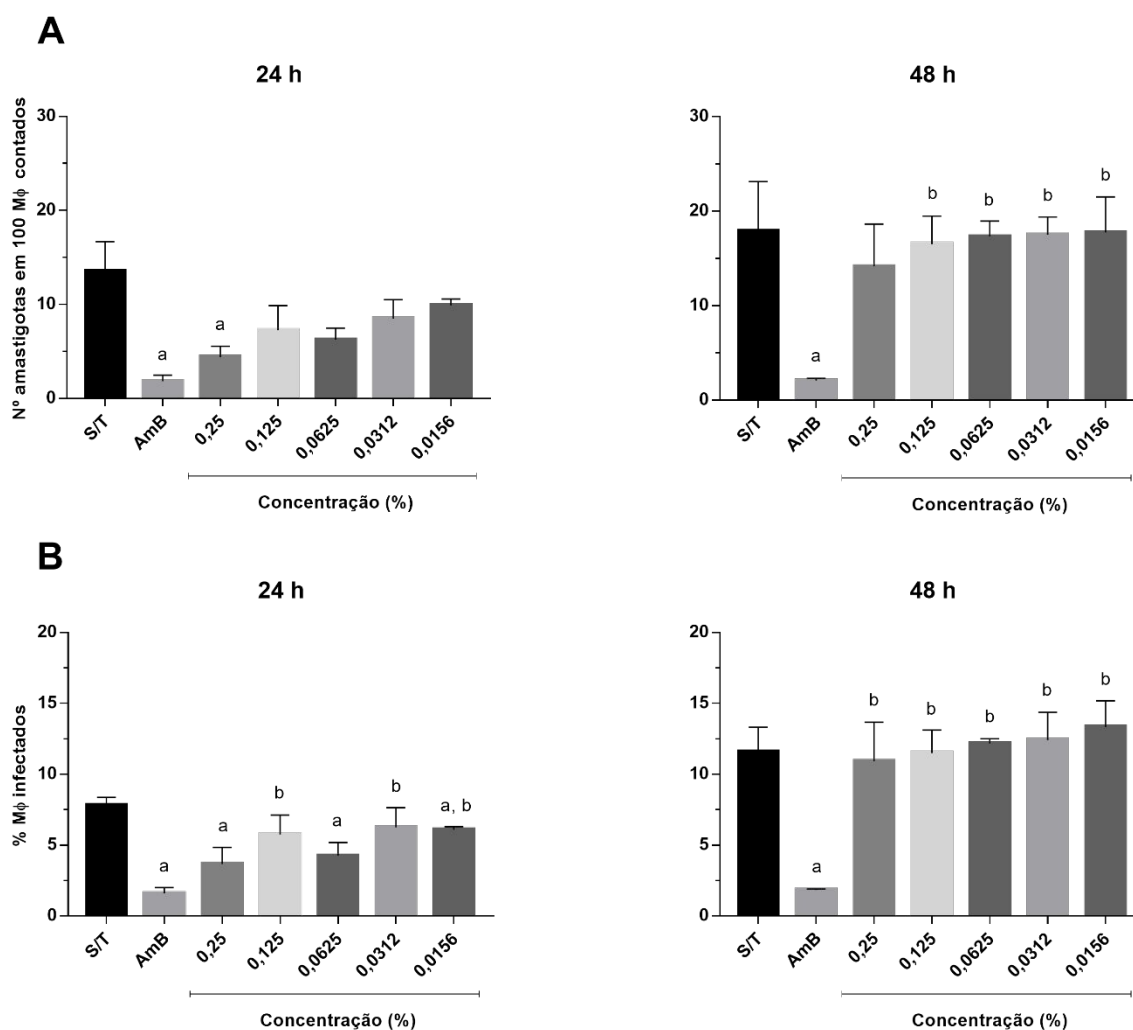 A
24 h
Nº amastigotas em 100 Mϕ contados
30
20
10
0
a
a
S/T
AmB
0,25
0,125
0,0625
0,0312
0,0156
Concentração (%)
48 h
30
20
10
0
a
b
b
b
b
S/T
AmB
0,25
0,125
0,0625
0,0312
0,0156
Concentração (%)
B
24 h
% Mϕ infectados
20
15
10
5
0
a
a
b
a
b
a, b
S/T
AmB
0,25
0,125
0,0625
0,0312
0,0156
Concentração (%)
48 h
20
15
10
5
0
a
b
b
b
b
b
S/T
AmB
0,25
0,125
0,0625
0,0312
0,0156
Concentração (%)